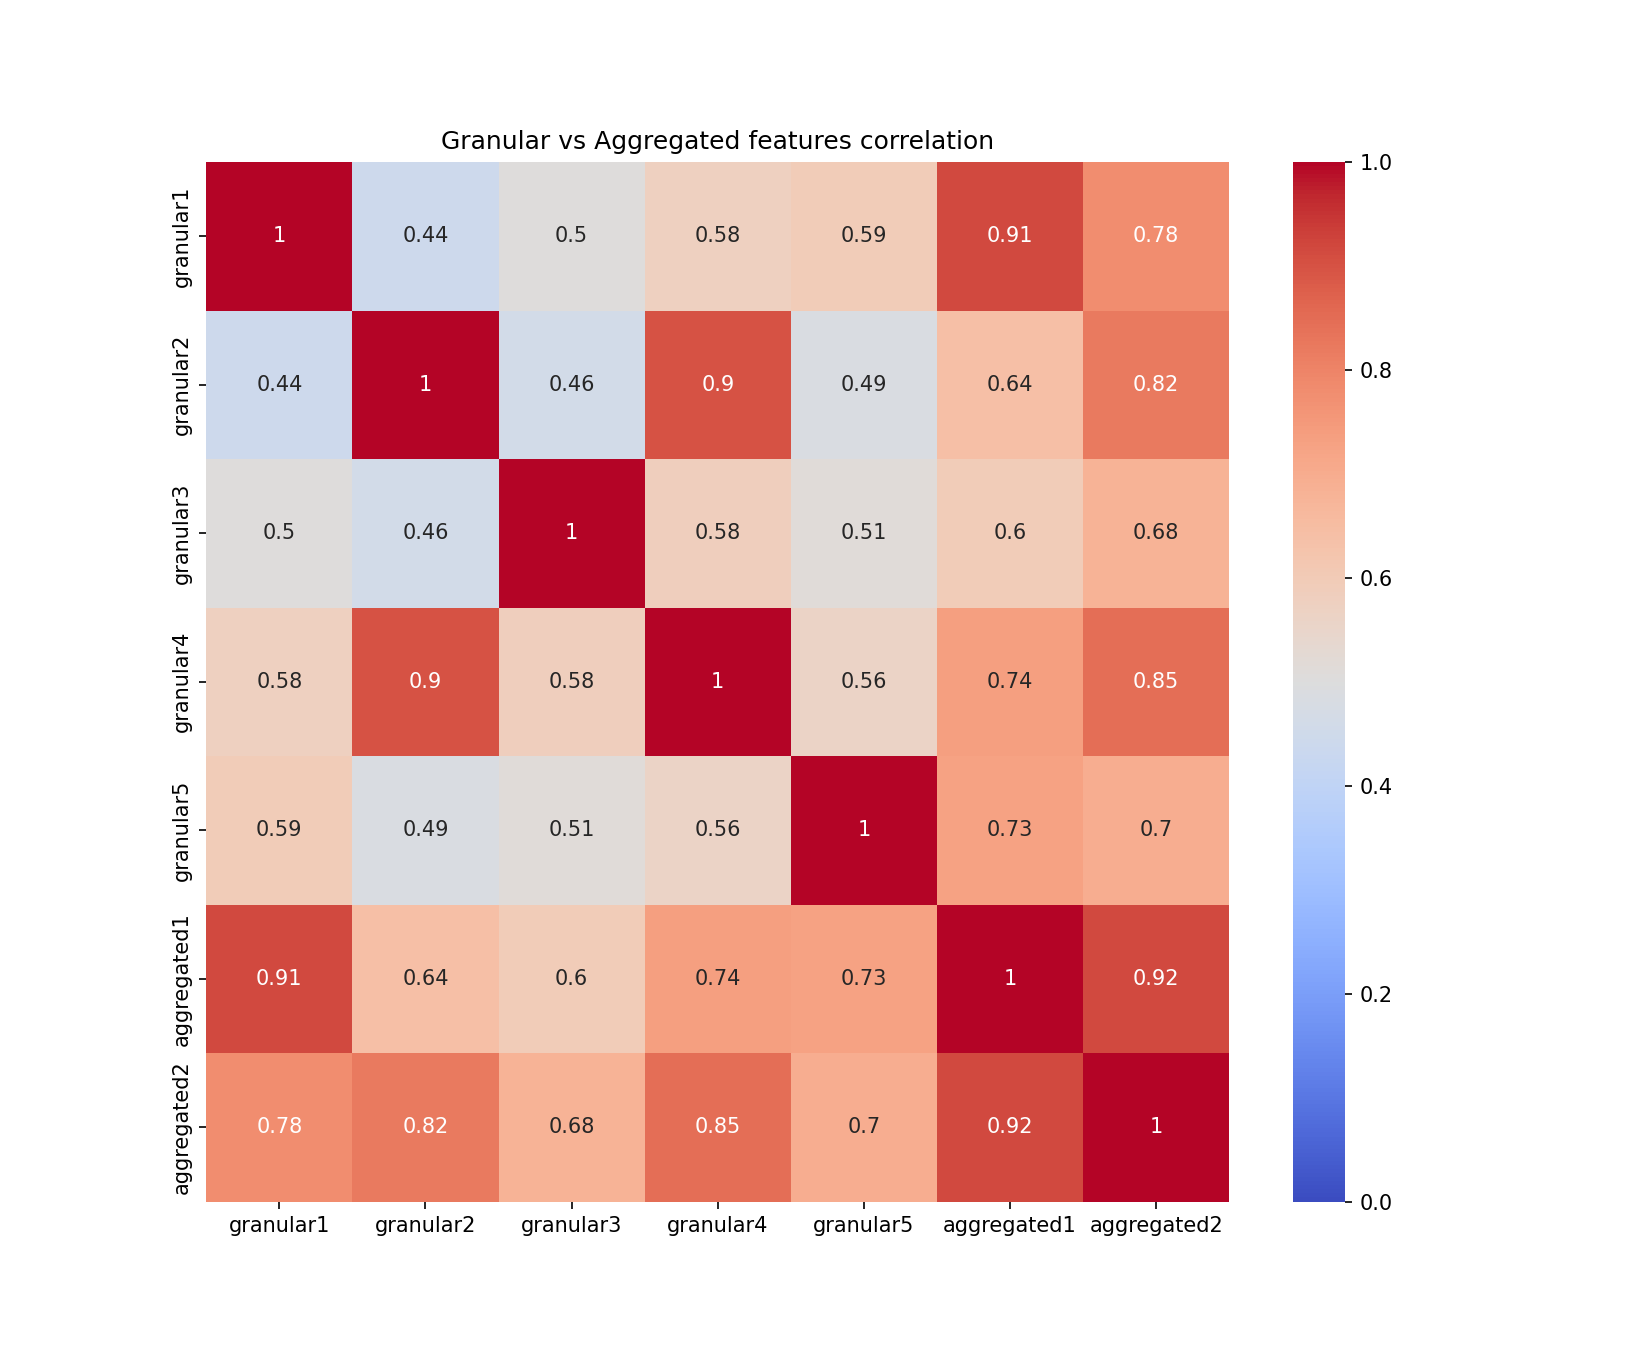 Granular vs Aggregated features correlation
granular1 1 0.44 0.5 0.58 0.59 0.91 0.78
granular2 0.44 1 0.46 0.9 0.49 0.64 0.82
granular3 0.5 0.46 1 0.58 0.51 0.6 0.68
granular4 0.58 0.9 0.58 1 0.56 0.74 0.85
granular5 0.59 0.49 0.51 0.56 1 0.73 0.7
aggregated1 0.91 0.64 0.6 0.74 0.73 1 0.92
aggregated2 0.78 0.82 0.68 0.85 0.7 0.92 1
granular1 granular2 granular3 granular4 granular5 aggregated1 aggregated2
1.0
0.8
0.6
0.4
0.2
0.0